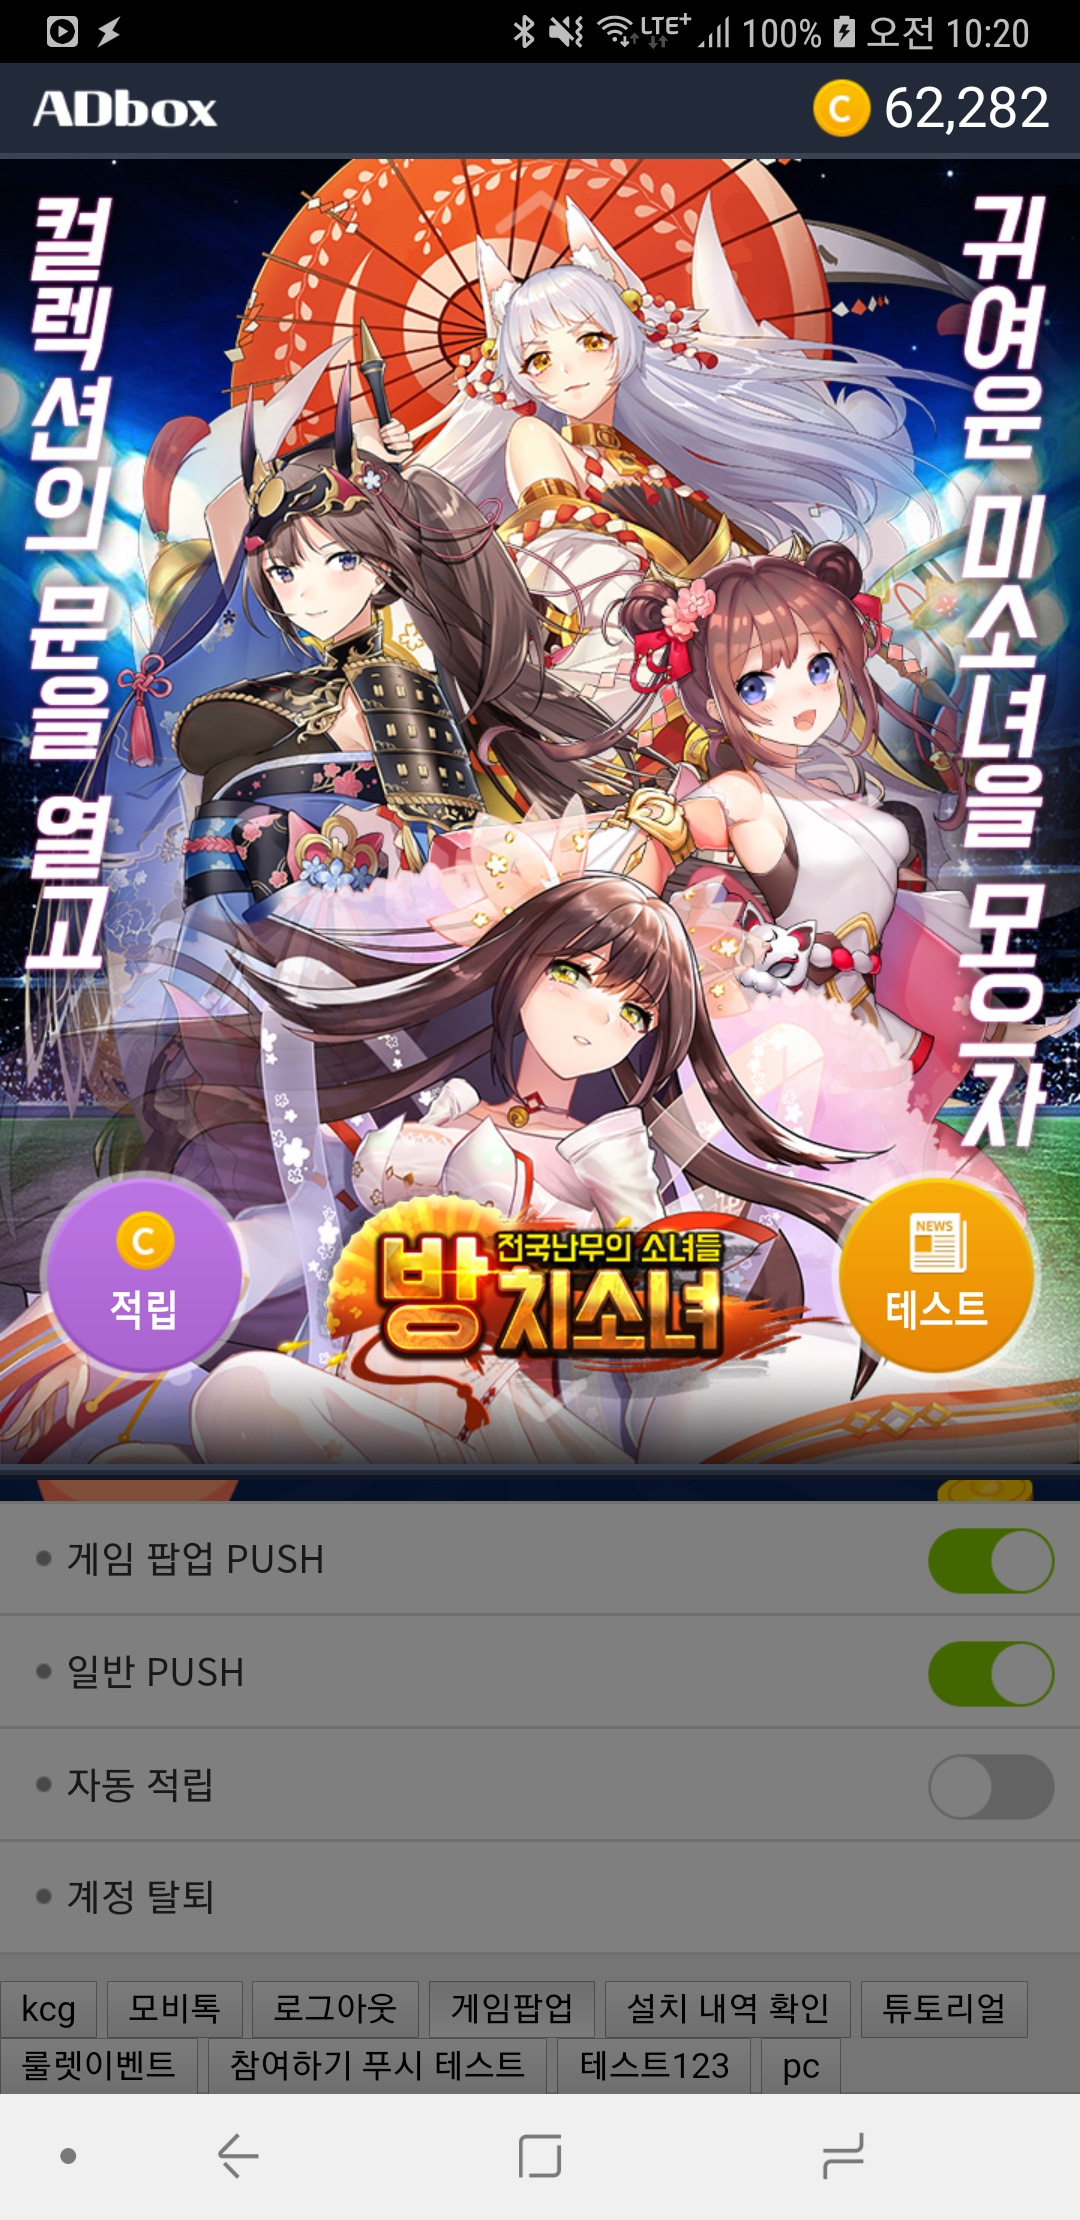 LTE+ 100% 오전 10:20
ADbox
C 62,282
귀여운 미소녀을 모으자
컬렉션의 문을 열고
C
적립
전국난무의 소녀들
방치소녀
NEWS
테스트
게임 팝업 PUSH
일반 PUSH
자동 적립
계정 탈퇴
kcg 모비톡 로그아웃 게임팝업 설치 내역 확인 튜토리얼
룰렛이벤트 참여하기 푸시 테스트 테스트123 pc